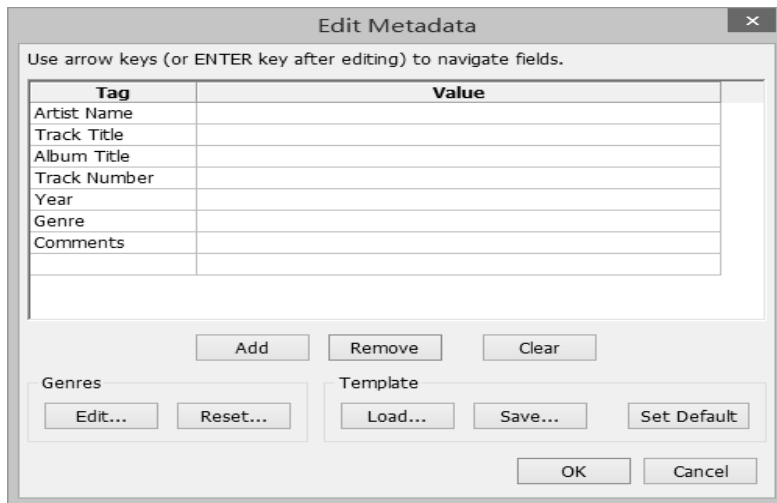 Edit Metadata
Use arrow keys (or ENTER key after editing) to navigate fields.
Tag Value
Artist Name
Track Title
Album Title
Track Number
Year
Genre
Comments
Add Remove Clear
Genres Template
Edit... Reset... Load... Save... Set Default
OK Cancel